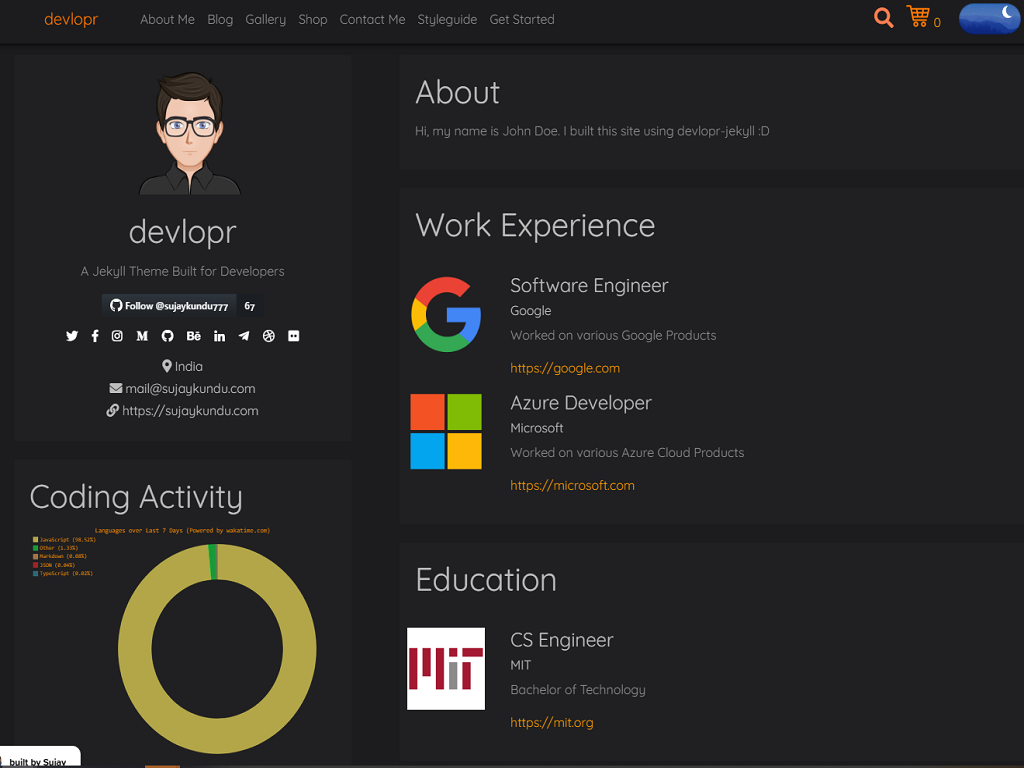 devlopr
About Me Blog Gallery Shop Contact Me Styleguide Get Started
0
devlopr
A Jekyll Theme Built for Developers
Follow @sujaykundu777 67
India
mail@sujaykundu.com
https://sujaykundu.com
Coding Activity
Languages over Last 7 Days (Powered by wakatime.com)
JavaScript (98.52%)
Other (1.33%)
Markdown (0.08%)
JSON (0.04%)
TypeScript (0.02%)
built by Sujay
About
Hi, my name is John Doe. I built this site using devlopr-jekyll :D
Work Experience
Software Engineer
Google
Worked on various Google Products
https://google.com
Azure Developer
Microsoft
Worked on various Azure Cloud Products
https://microsoft.com
Education
MIT
CS Engineer
MIT
Bachelor of Technology
https://mit.org